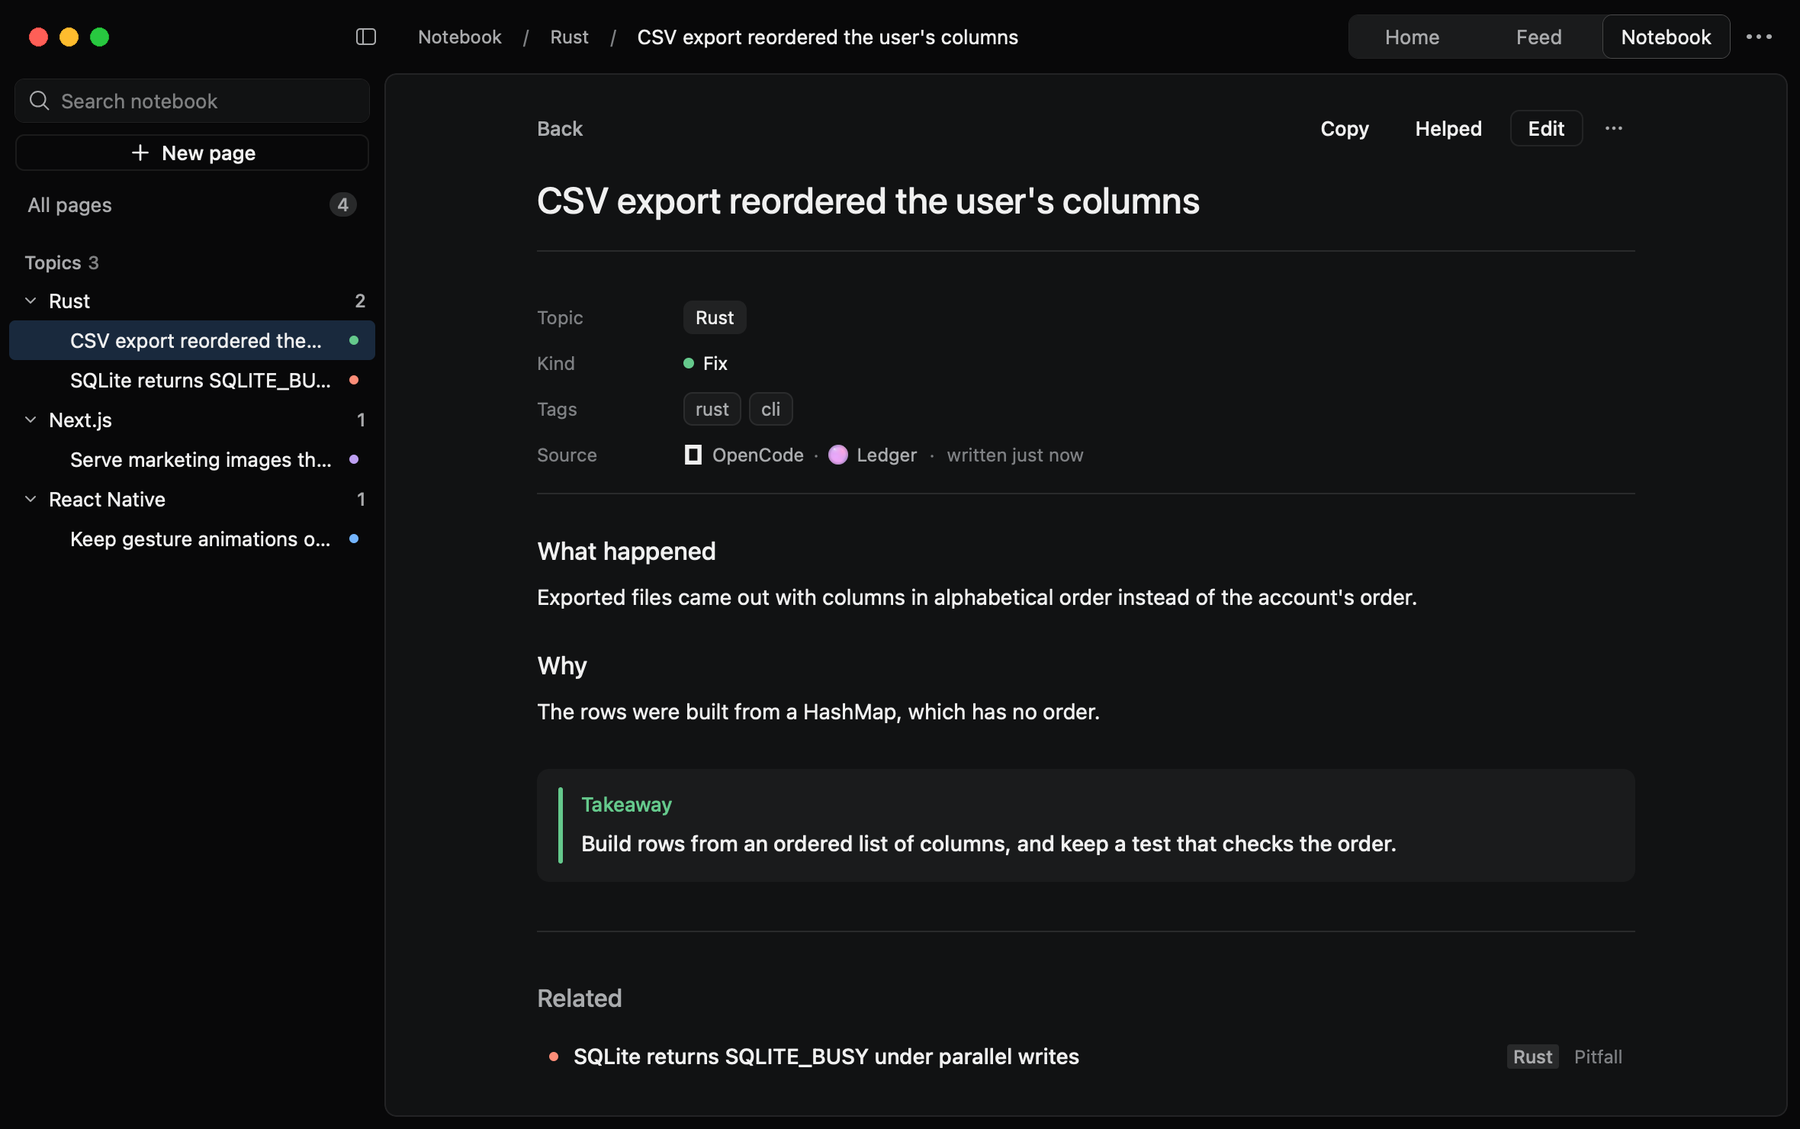 Notebook / Rust / CSV export reordered the user's columns
Home Feed Notebook
Search notebook
New page
All pages 4
Topics 3
Rust 2
CSV export reordered the...
SQLite returns SQLITE_BU...
Next.js 1
Serve marketing images th...
React Native 1
Keep gesture animations o...
Back
Copy Helped Edit
CSV export reordered the user's columns
Topic Rust
Kind Fix
Tags rust cli
Source OpenCode · Ledger · written just now
What happened
Exported files came out with columns in alphabetical order instead of the account's order.
Why
The rows were built from a HashMap, which has no order.
Takeaway
Build rows from an ordered list of columns, and keep a test that checks the order.
Related
SQLite returns SQLITE_BUSY under parallel writes Rust Pitfall